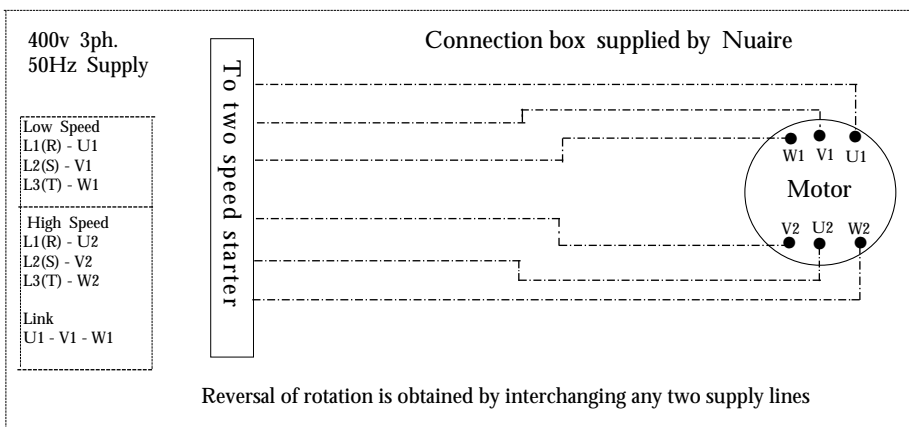 400v 3ph.
50Hz Supply
Connection box supplied by Nuaire
To two speed starter
Low Speed
L1(R) - U1
L2(S) - V1
L3(T) - W1
High Speed
L1(R) - U2
L2(S) - V2
L3(T) - W2
Link
U1 - V1 - W1
W1 V1 U1
Motor
V2 U2 W2
Reversal of rotation is obtained by interchanging any two supply lines